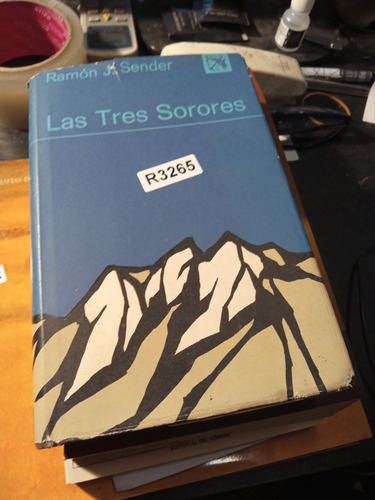 Ramón J. Sender
Las Tres Sorores
R3265